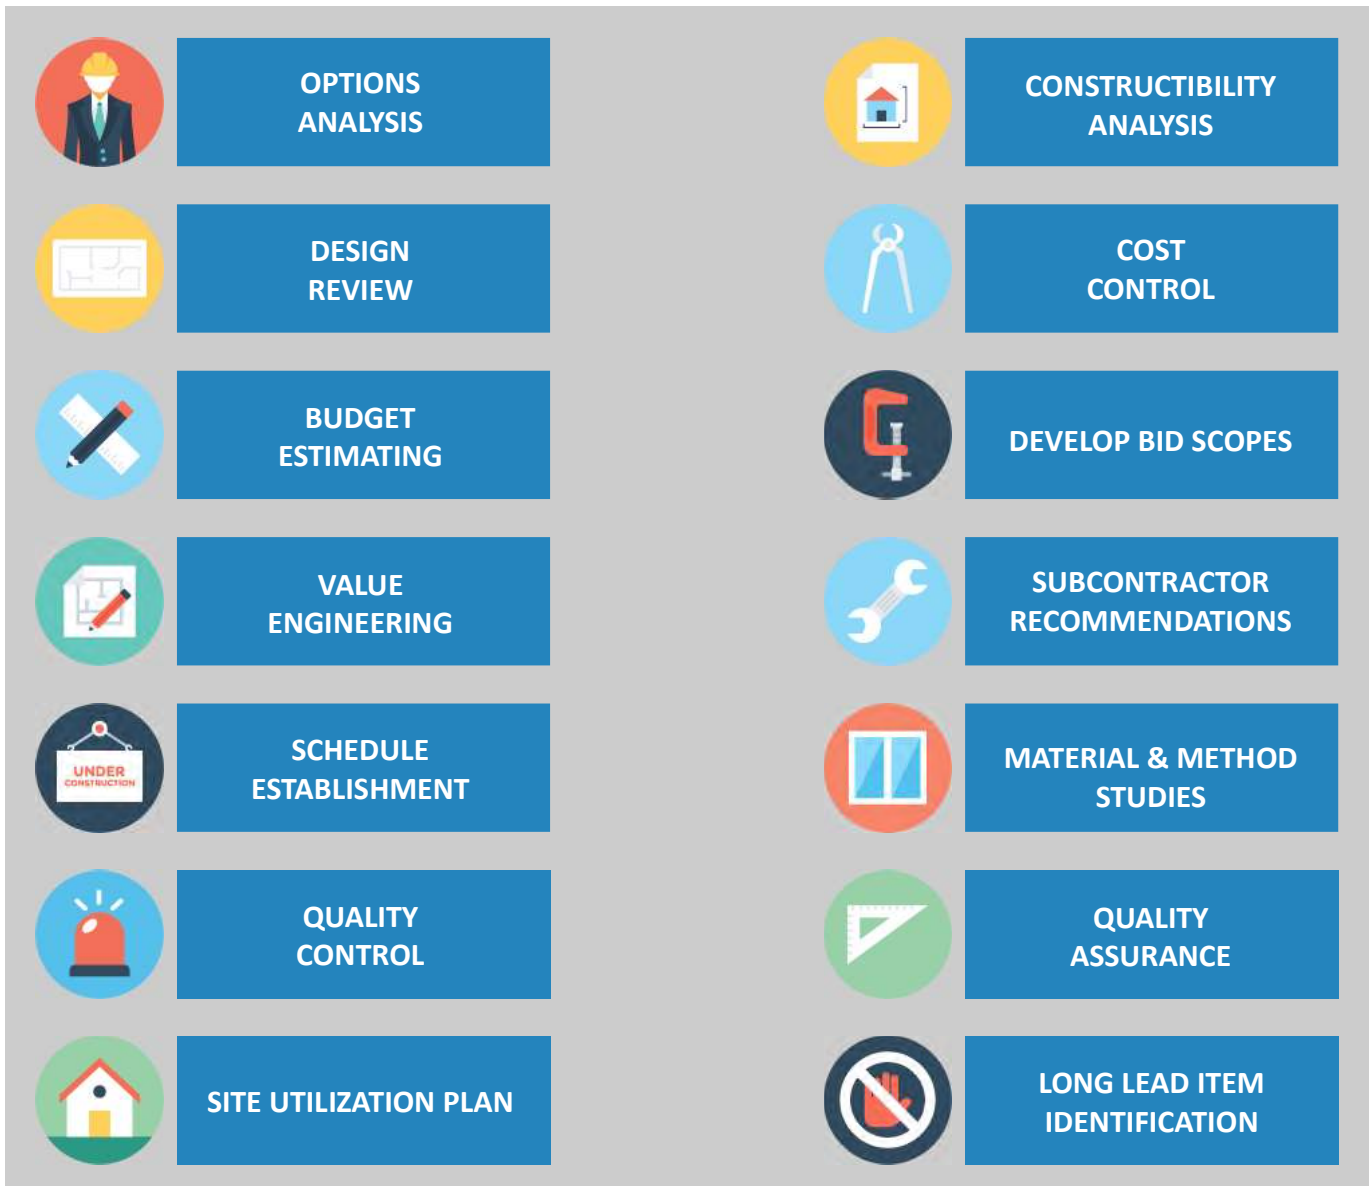 OPTIONS
ANALYSIS
CONSTRUCTIBILITY
ANALYSIS
DESIGN
REVIEW
COST
CONTROL
BUDGET
ESTIMATING
DEVELOP BID SCOPES
VALUE
ENGINEERING
SUBCONTRACTOR
RECOMMENDATIONS
UNDER
CONSTRUCTION
SCHEDULE
ESTABLISHMENT
MATERIAL & METHOD
STUDIES
QUALITY
CONTROL
QUALITY
ASSURANCE
SITE UTILIZATION PLAN
LONG LEAD ITEM
IDENTIFICATION